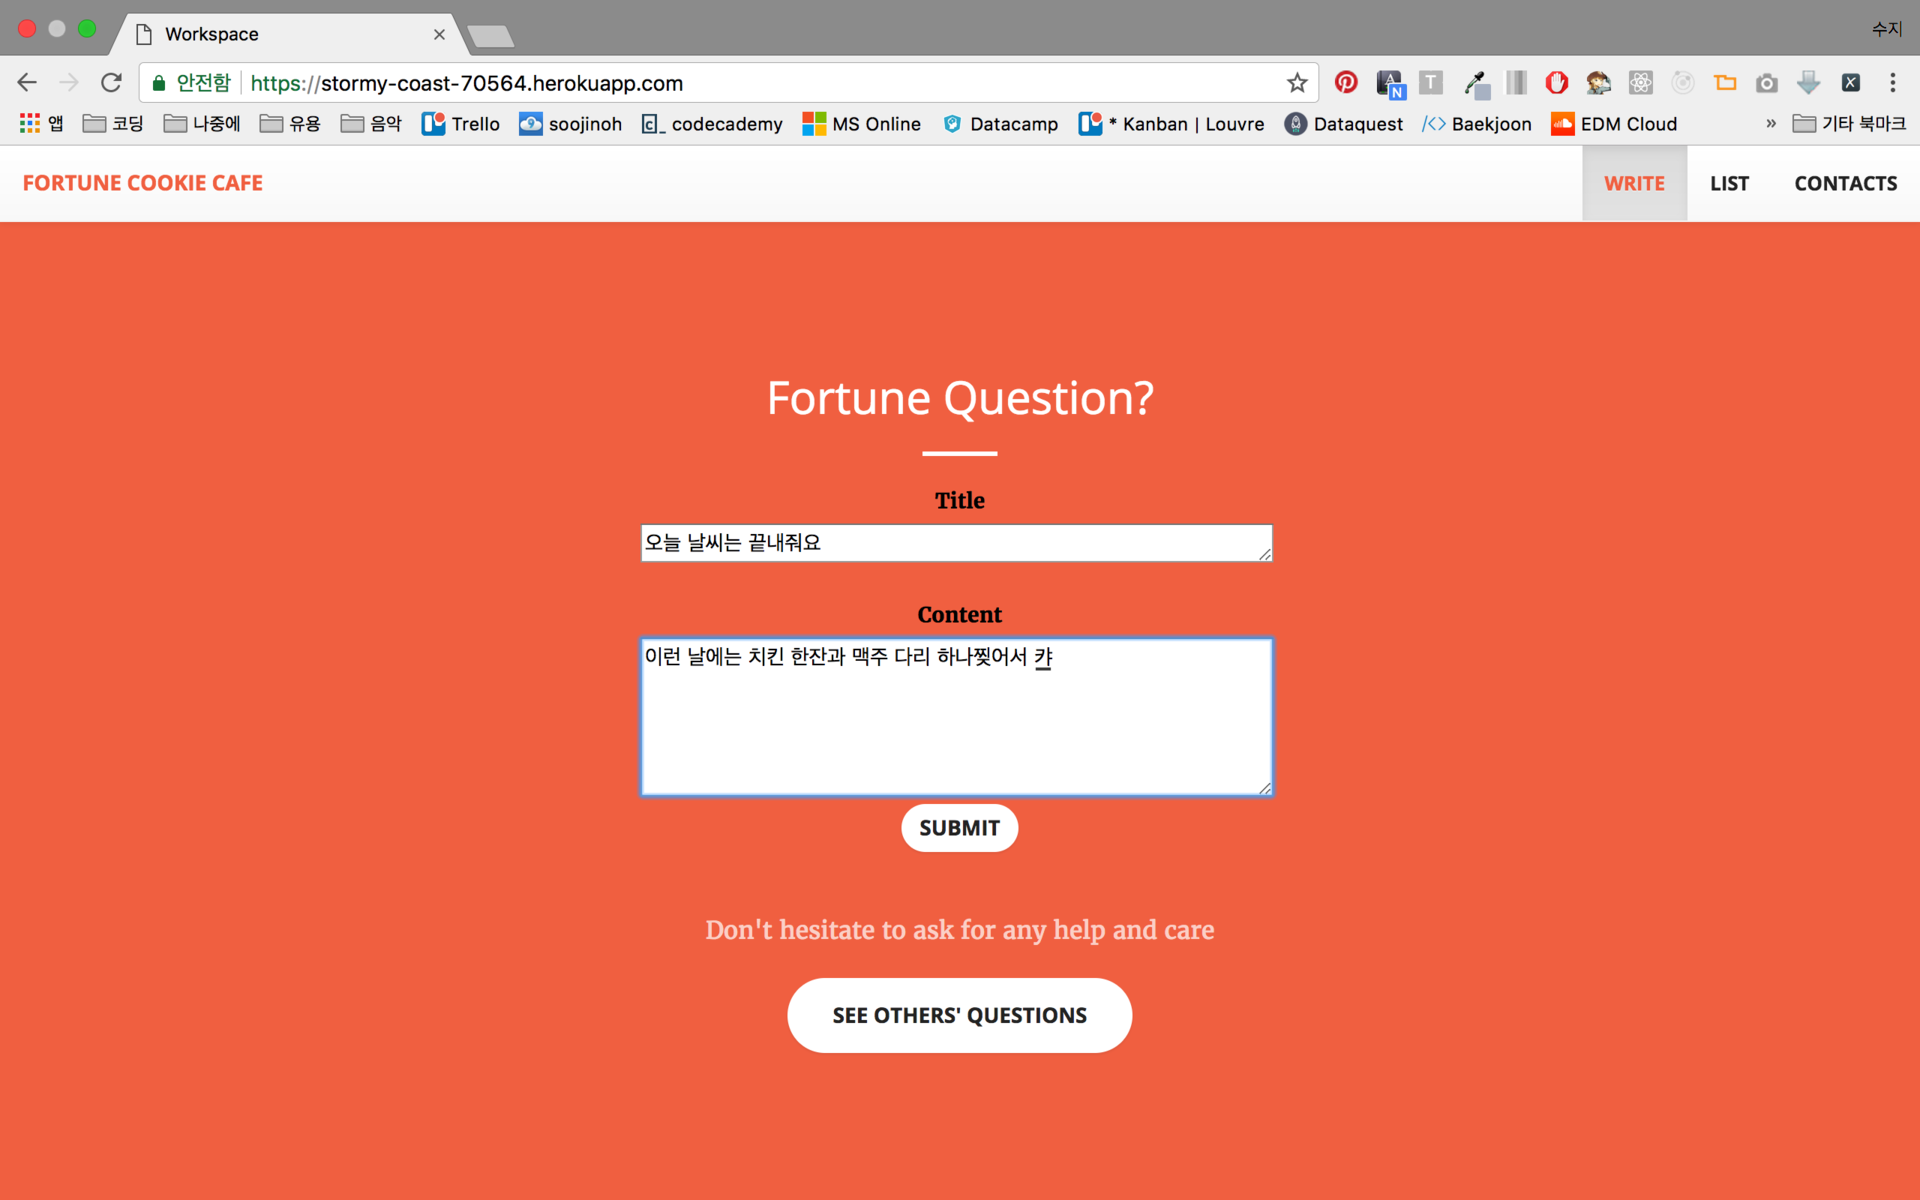 Workspace
수지
안전함 https://stormy-coast-70564.herokuapp.com
앱 코딩 나중에 유용 음악 Trello soojinoh codecademy MS Online Datacamp * Kanban | Louvre Dataquest Baekjoon EDM Cloud » 기타 북마크
FORTUNE COOKIE CAFE WRITE LIST CONTACTS
Fortune Question?
Title
오늘 날씨는 끝내줘요
Content
이런 날에는 치킨 한잔과 맥주 다리 하나찢어서 캬
SUBMIT
Don't hesitate to ask for any help and care
SEE OTHERS' QUESTIONS